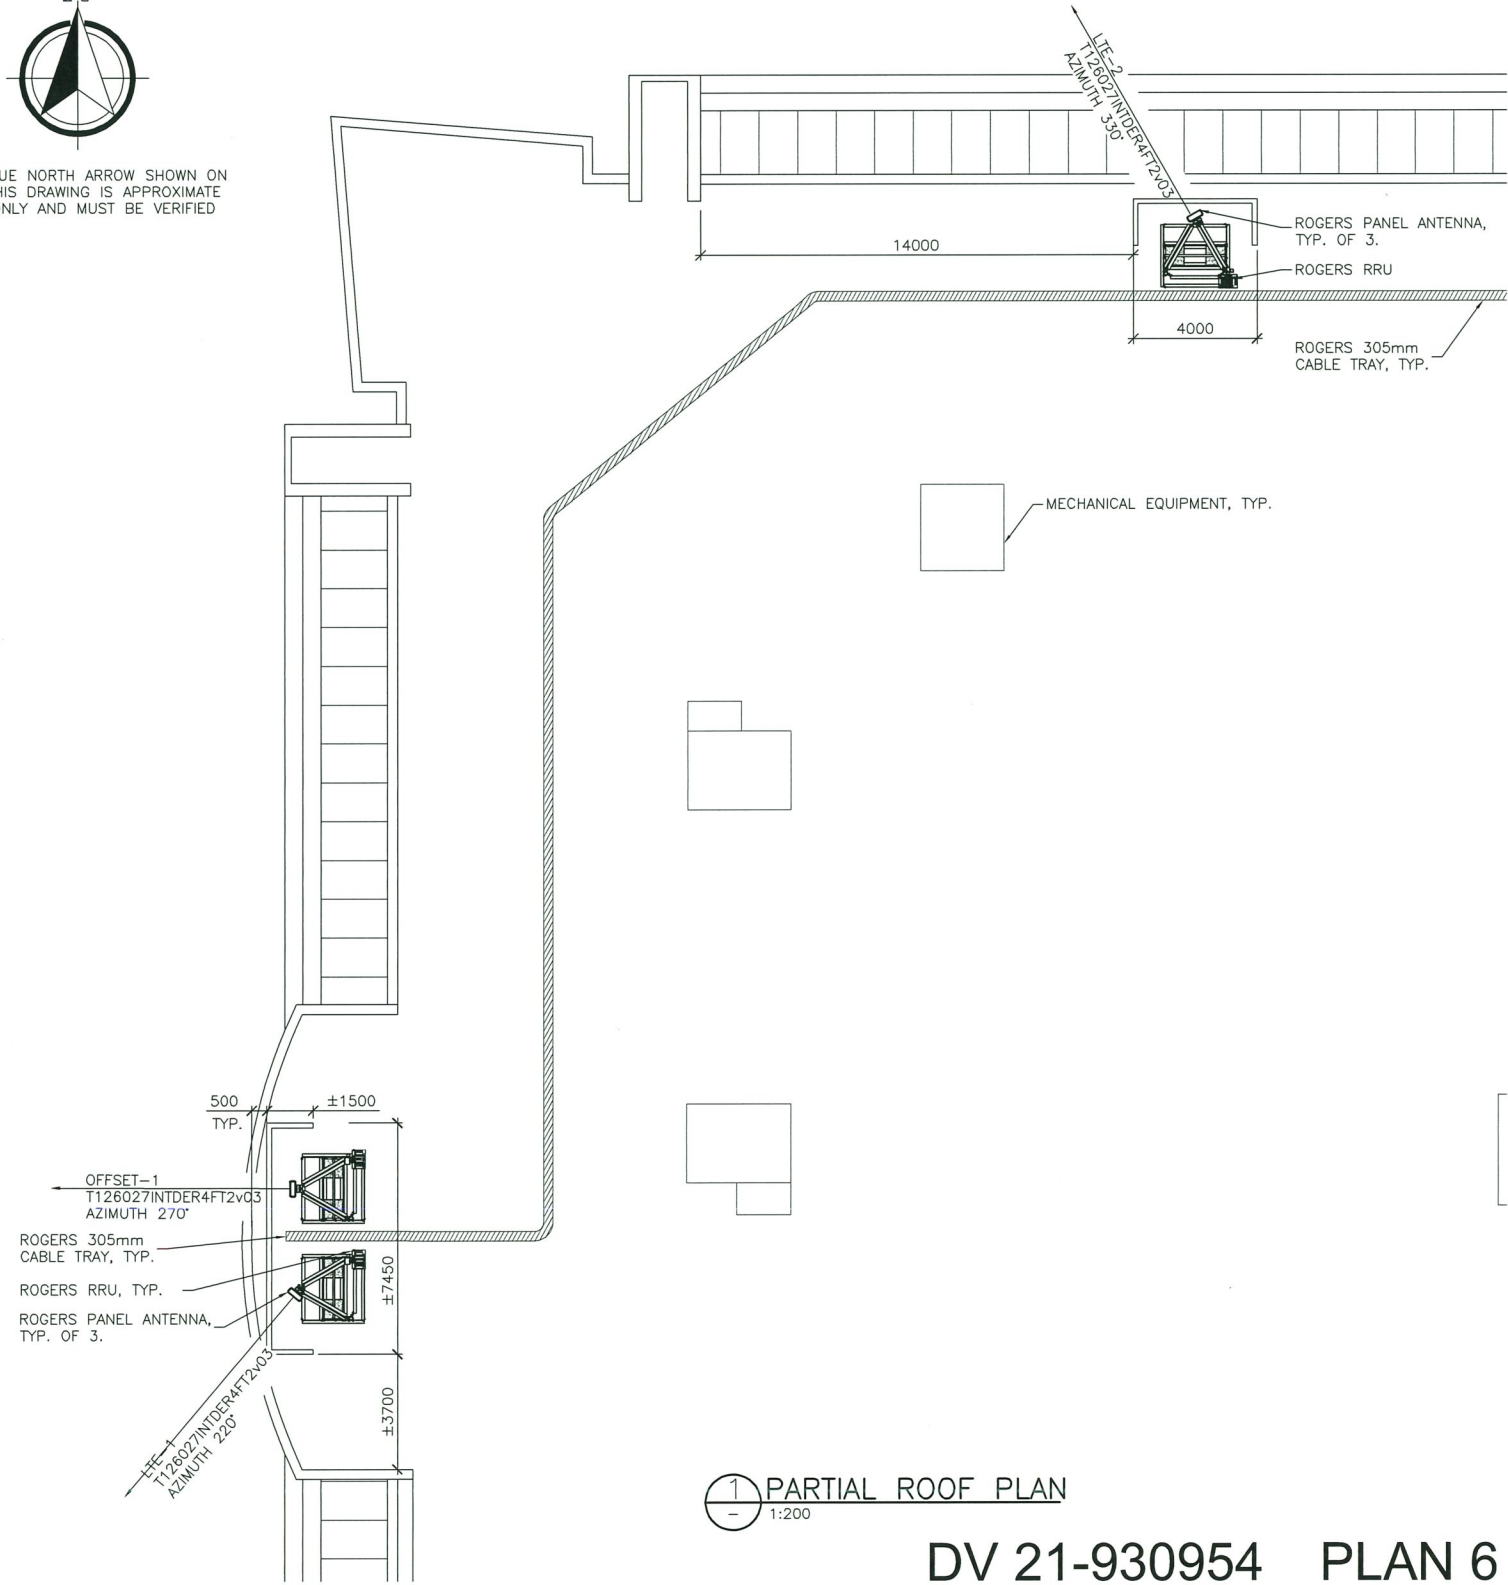 UE NORTH ARROW SHOWN ON
HIS DRAWING IS APPROXIMATE
ONLY AND MUST BE VERIFIED
LTE-2
T126027INTDER4FT2v03
AZIMUTH 330°
14000
ROGERS PANEL ANTENNA,
TYP. OF 3.
ROGERS RRU
4000
ROGERS 305mm
CABLE TRAY, TYP.
MECHANICAL EQUIPMENT, TYP.
500
TYP.
±1500
OFFSET-1
T126027INTDER4FT2v03
AZIMUTH 270°
ROGERS 305mm
CABLE TRAY, TYP.
ROGERS RRU, TYP.
ROGERS PANEL ANTENNA,
TYP. OF 3.
±7450
±3700
LTE-1
T126027INTDER4FT2v03
AZIMUTH 220°
1
-
PARTIAL ROOF PLAN
1:200
DV 21-930954 PLAN 6